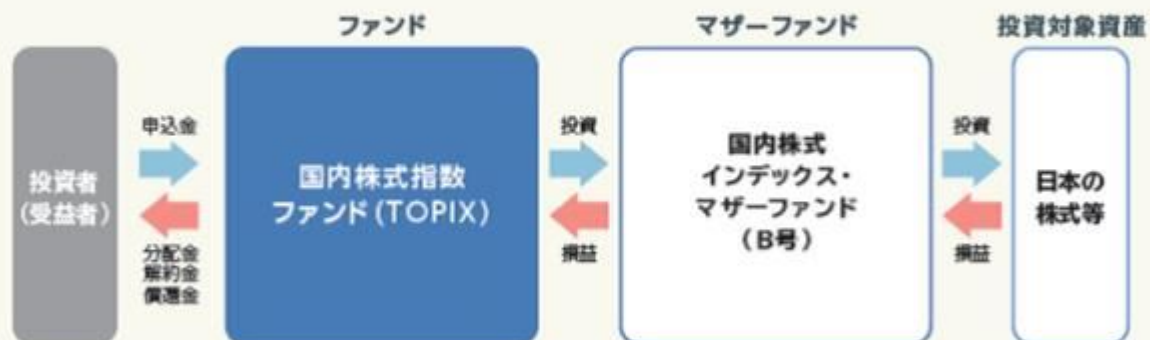 ファンド
マザーファンド
投資対象資産
投資者
(受益者)
申込金
分配金
解約金
償還金
国内株式指数
ファンド(TOPIX)
投資
損益
国内株式
インデックス・
マザーファンド
(B号)
投資
損益
日本の
株式等